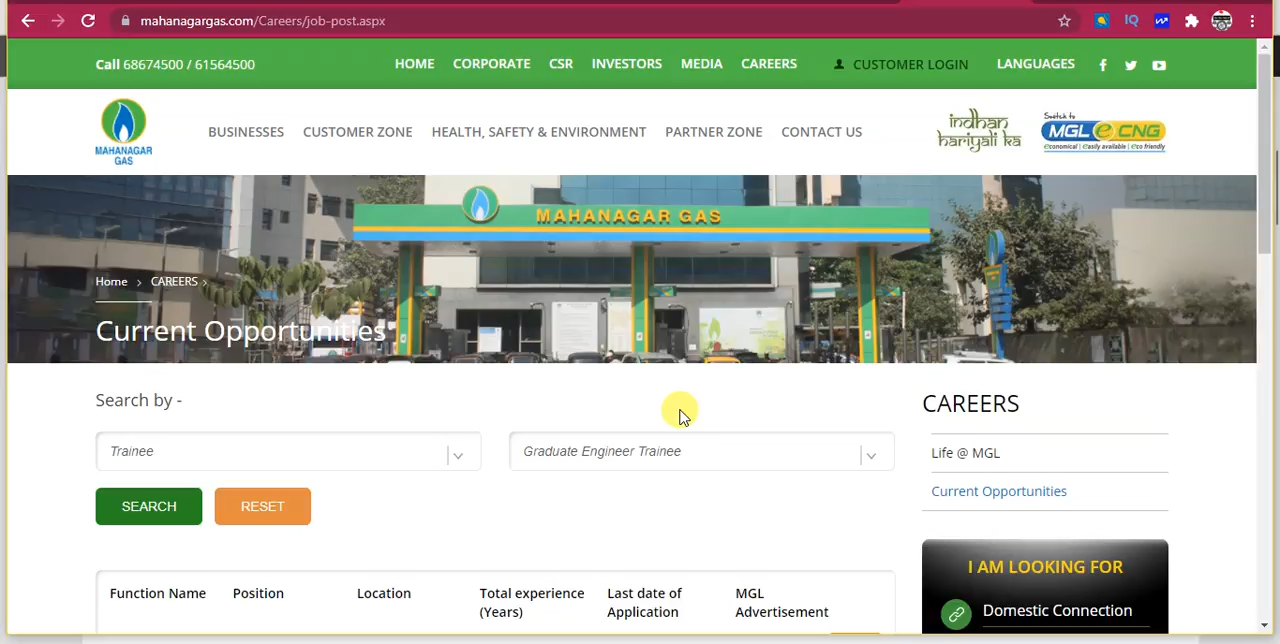 mahanagargas.com/Careers/job-post.aspx
IQ
Call 68674500 / 61564500
HOME CORPORATE CSR INVESTORS MEDIA CAREERS CUSTOMER LOGIN LANGUAGES
MAHANAGAR
GAS
BUSINESSES CUSTOMER ZONE HEALTH, SAFETY & ENVIRONMENT PARTNER ZONE CONTACT US
indhan
hariyali ka
Switch to
MGL e CNG
economical | easily available | eco friendly
MAHANAGAR GAS
Home > CAREERS >
Current Opportunities
Search by -
Trainee
Graduate Engineer Trainee
SEARCH RESET
Function Name Position Location Total experience (Years) Last date of Application MGL Advertisement
CAREERS
Life @ MGL
Current Opportunities
I AM LOOKING FOR
Domestic Connection